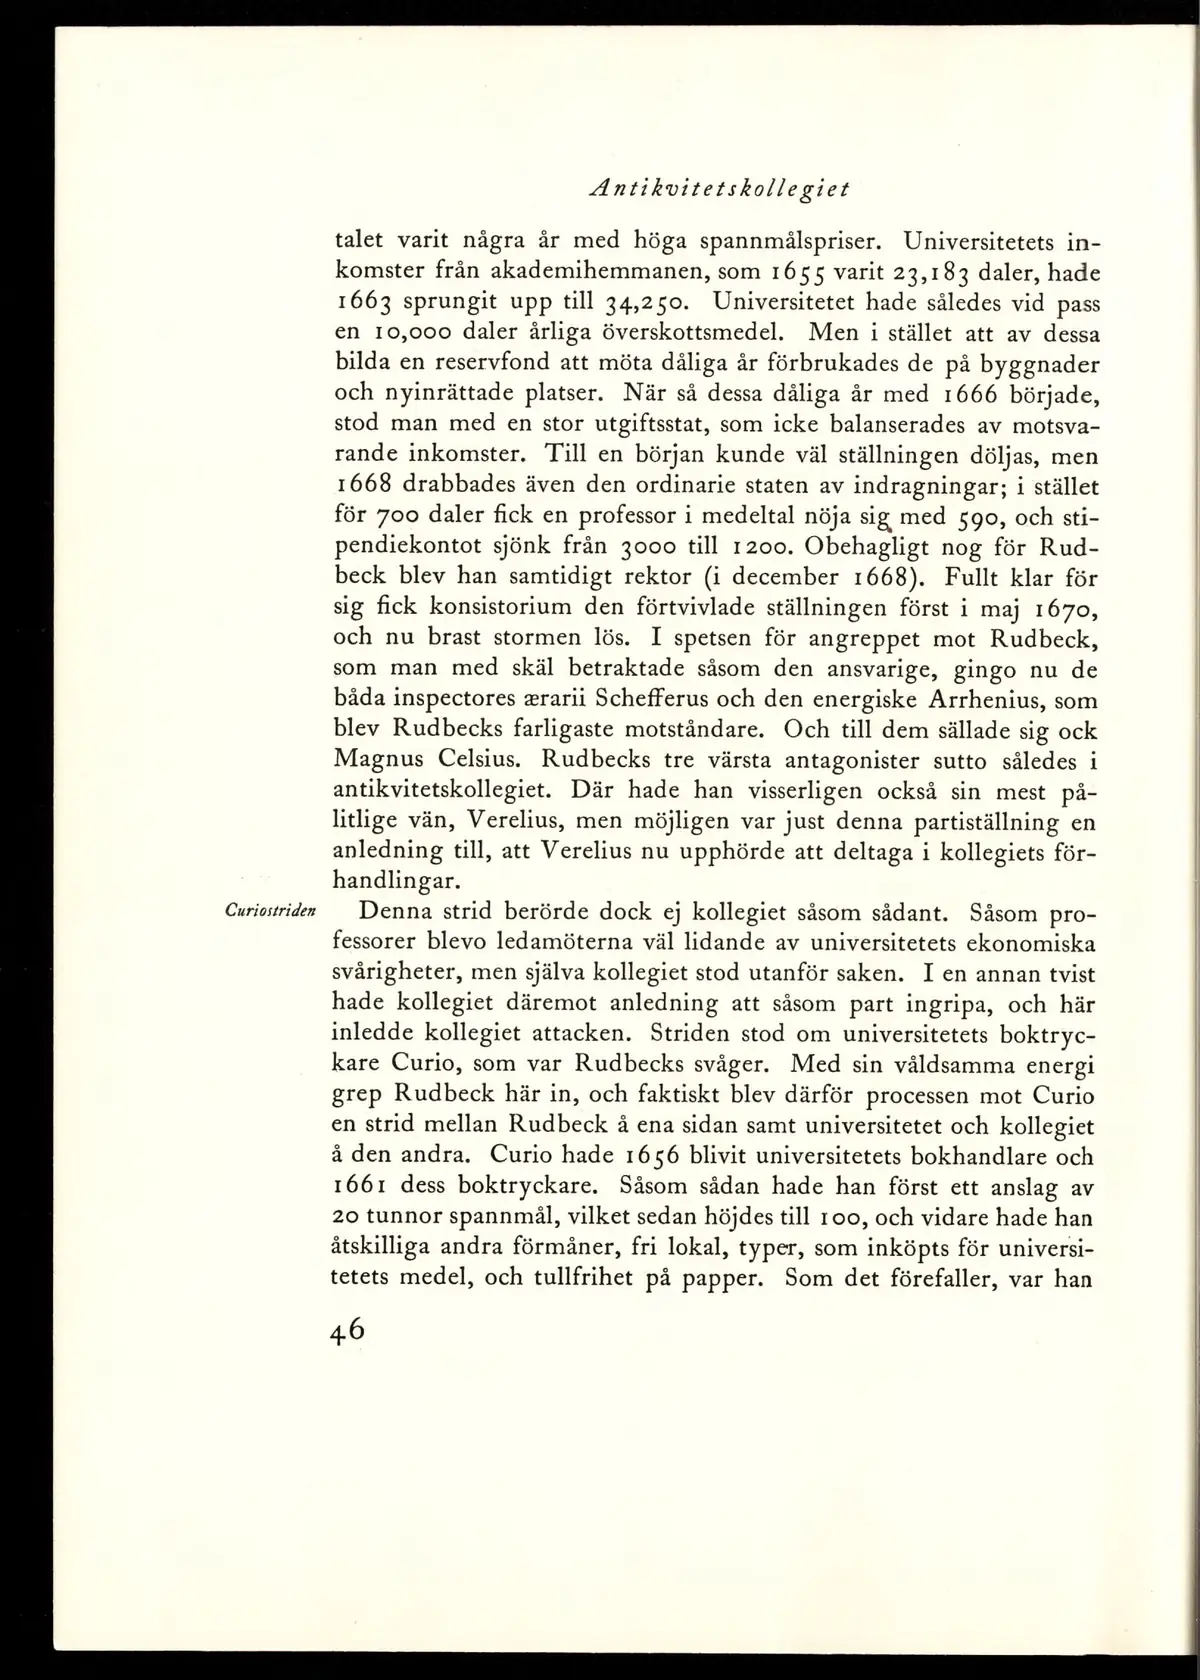 Antikvitetskollegiet
talet varit några år med höga spannmålspriser. Universitetets in-
komster från akademihemmanen, som 1655 varit 23,183 daler, hade
1663 sprungit upp till 34,250. Universitetet hade således vid pass
en 10,000 daler årliga överskottsmedel. Men i stället att av dessa
bilda en reservfond att möta dåliga år förbrukades de på byggnader
och nyinrättade platser. När så dessa dåliga år med 1666 började,
stod man med en stor utgiftsstat, som icke balanserades av motsva-
rande inkomster. Till en början kunde väl ställningen döljas, men
1668 drabbades även den ordinarie staten av indragningar; i stället
för 700 daler fick en professor i medeltal nöja sig med 590, och sti-
pendiekontot sjönk från 3000 till 1200. Obehagligt nog för Rud-
beck blev han samtidigt rektor (i december 1668). Fullt klar för
sig fick konsistorium den förtvivlade ställningen först i maj 1670,
och nu brast stormen lös. I spetsen för angreppet mot Rudbeck,
som man med skäl betraktade såsom den ansvarige, gingo nu de
båda inspectores ærarii Schefferus och den energiske Arrhenius, som
blev Rudbecks farligaste motståndare. Och till dem sällade sig ock
Magnus Celsius. Rudbecks tre värsta antagonister sutto således i
antikvitetskollegiet. Där hade han visserligen också sin mest på-
litlige vän, Verelius, men möjligen var just denna partiställning en
anledning till, att Verelius nu upphörde att deltaga i kollegiets för-
handlingar.
Curiostriden
Denna strid berörde dock ej kollegiet såsom sådant. Såsom pro-
fessorer blevo ledamöterna väl lidande av universitetets ekonomiska
svårigheter, men själva kollegiet stod utanför saken. I en annan tvist
hade kollegiet däremot anledning att såsom part ingripa, och här
inledde kollegiet attacken. Striden stod om universitetets boktryc-
kare Curio, som var Rudbecks svåger. Med sin våldsamma energi
grep Rudbeck här in, och faktiskt blev därför processen mot Curio
en strid mellan Rudbeck å ena sidan samt universitetet och kollegiet
å den andra. Curio hade 1656 blivit universitetets bokhandlare och
1661 dess boktryckare. Såsom sådan hade han först ett anslag av
20 tunnor spannmål, vilket sedan höjdes till 100, och vidare hade han
åtskilliga andra förmåner, fri lokal, typer, som inköpts för universi-
tetets medel, och tullfrihet på papper. Som det förefaller, var han
46